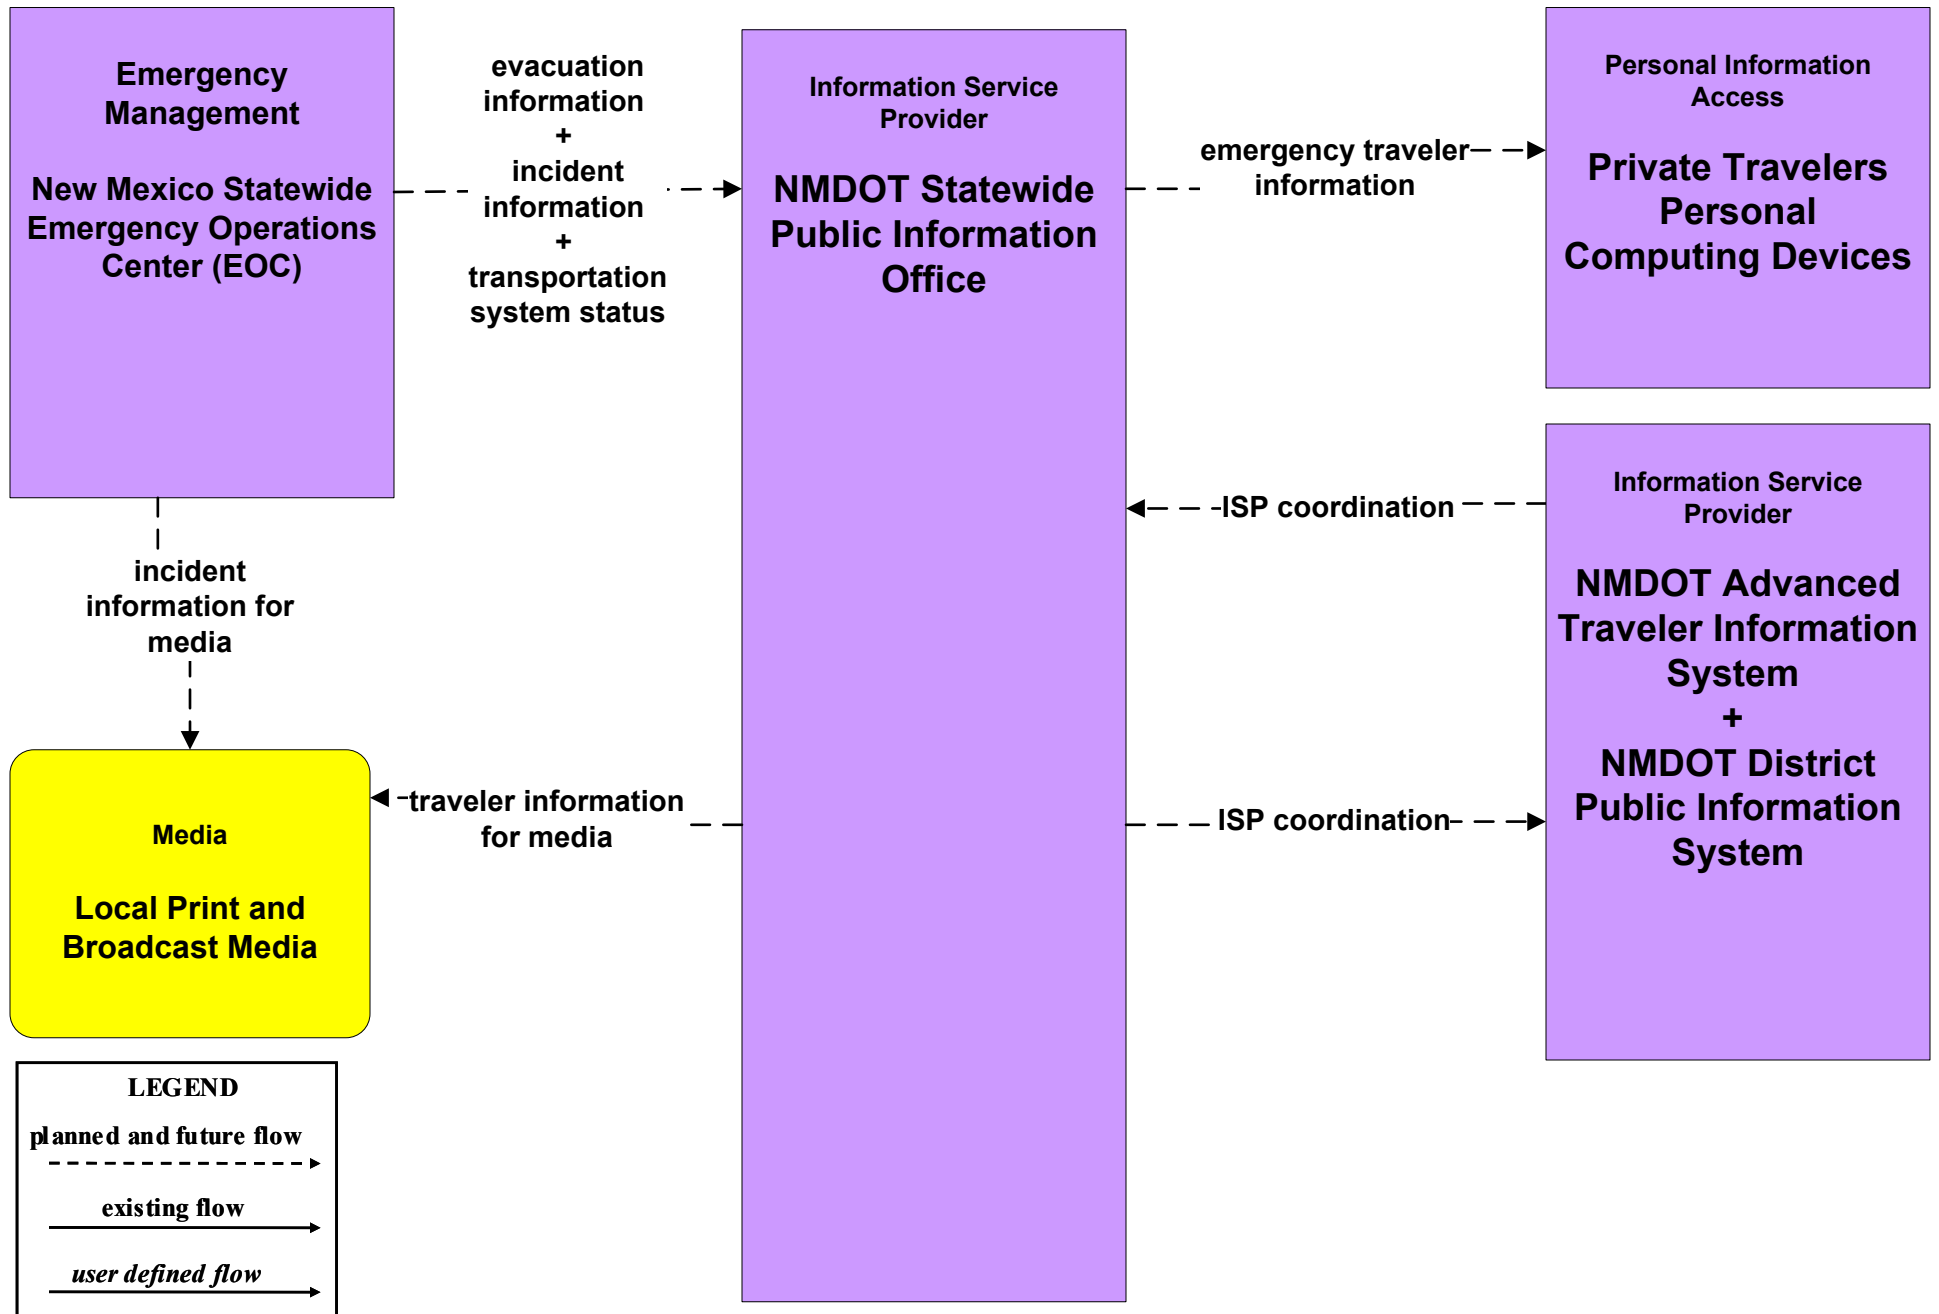 Emergency
Management
New Mexico Statewide
Emergency Operations
Center (EOC)
evacuation
information
+
incident
information
+
transportation
system status
Information Service
Provider
NMDOT Statewide
Public Information
Office
emergency traveler
information
Personal Information
Access
Private Travelers
Personal
Computing Devices
ISP coordination
Information Service
Provider
NMDOT Advanced
Traveler Information
System
+
NMDOT District
Public Information
System
ISP coordination
incident
information for
media
traveler information
for media
Media
Local Print and
Broadcast Media
LEGEND
planned and future flow
existing flow
user defined flow